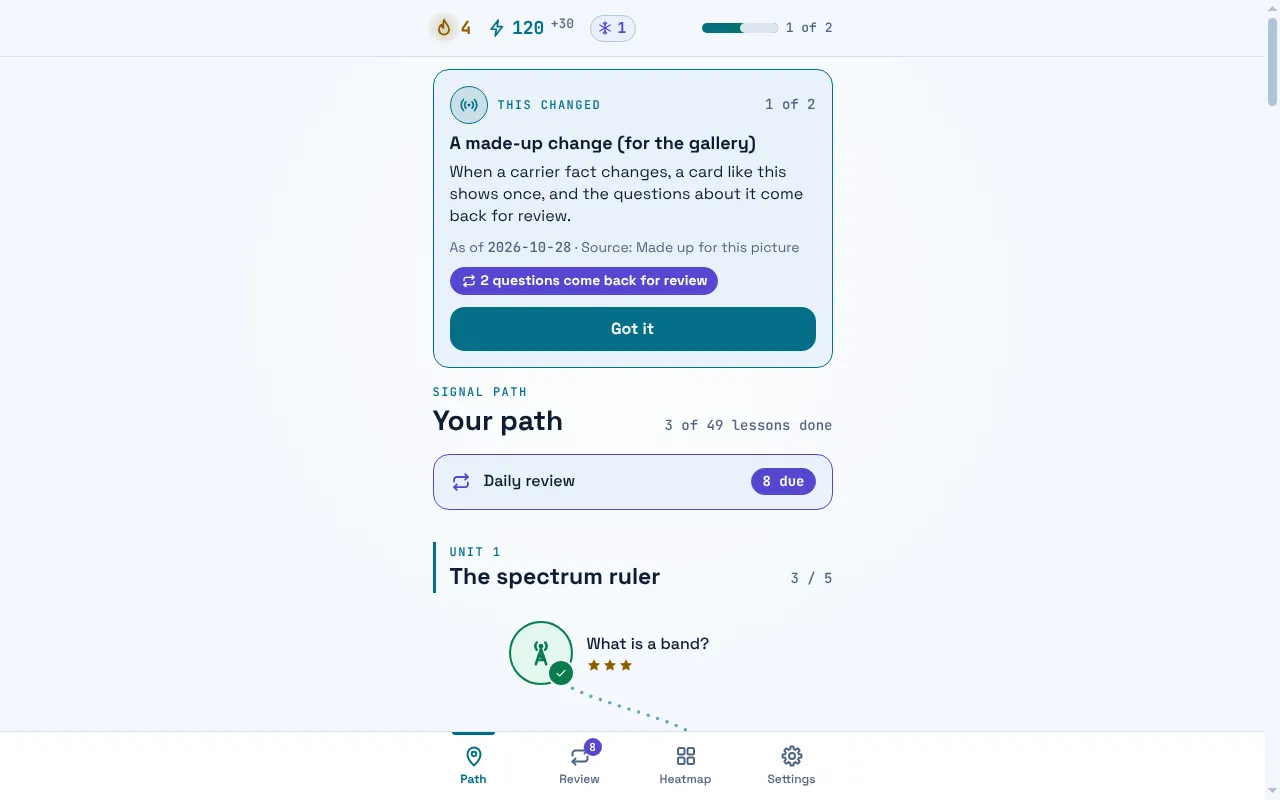 4 120 +30 1 1 of 2
THIS CHANGED 1 of 2
A made-up change (for the gallery)
When a carrier fact changes, a card like this
shows once, and the questions about it come
back for review.
As of 2026-10-28 · Source: Made up for this picture
2 questions come back for review
Got it
SIGNAL PATH
Your path 3 of 49 lessons done
Daily review 8 due
UNIT 1
The spectrum ruler 3 / 5
What is a band?
8
Path Review Heatmap Settings